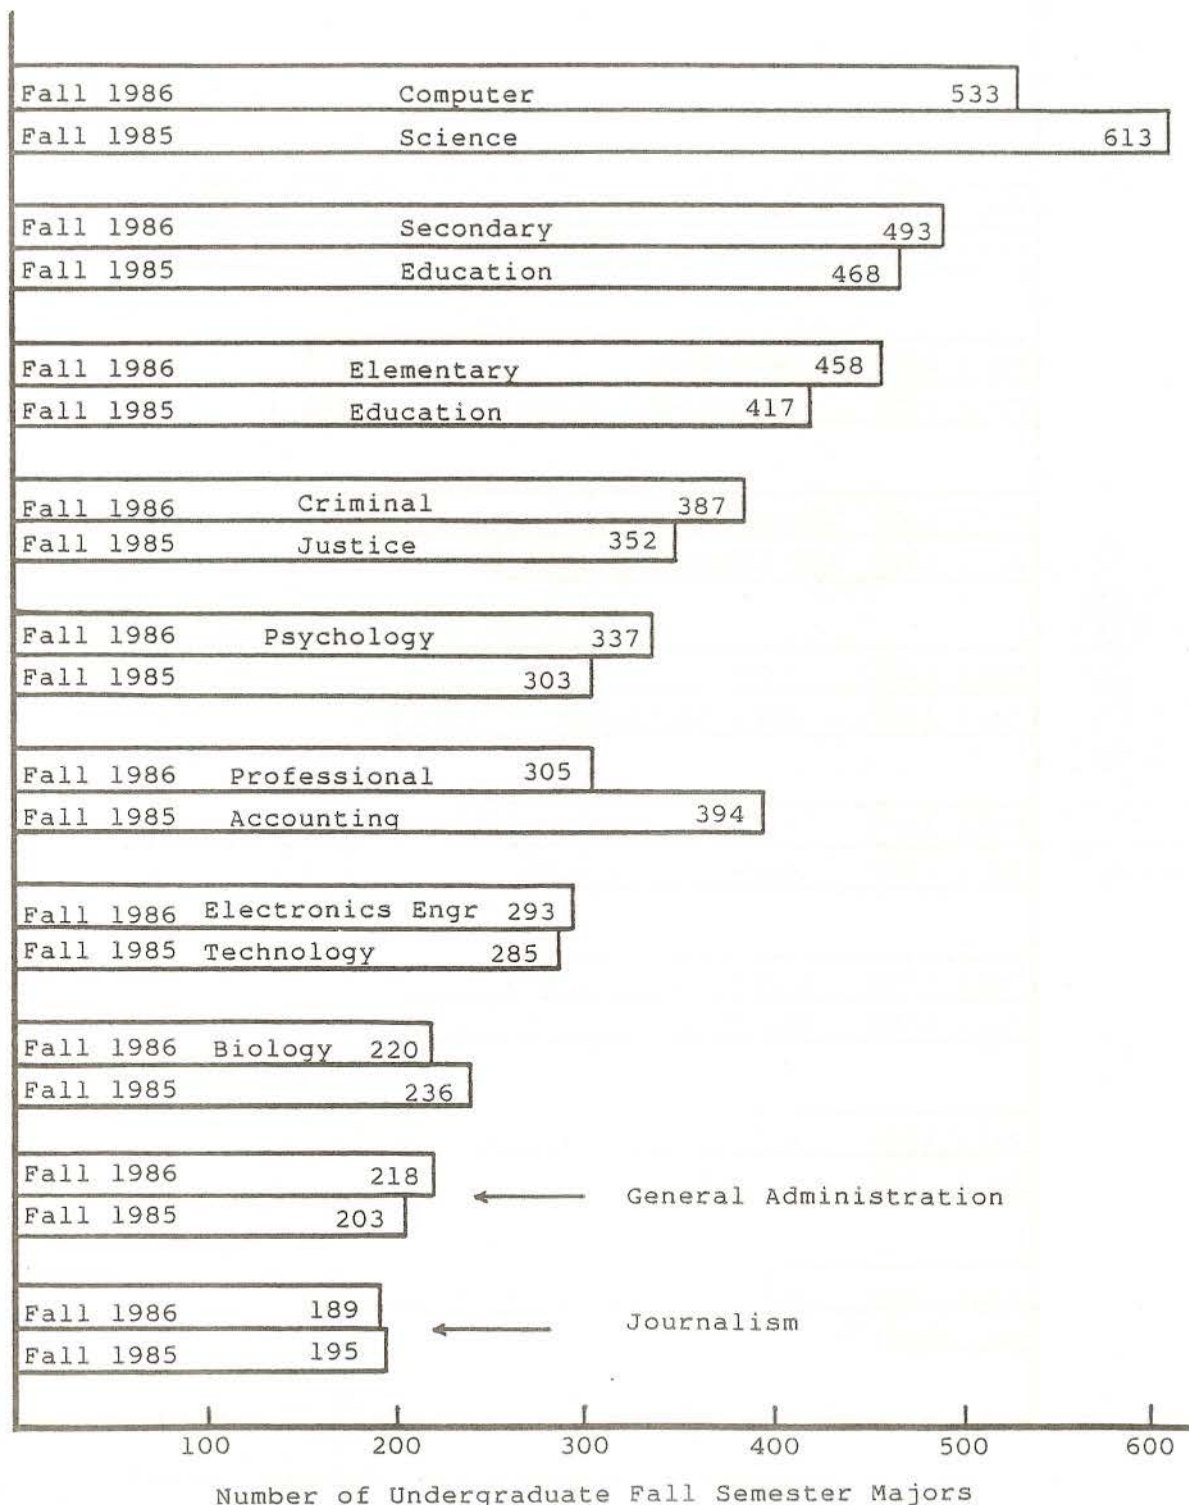 Fall 1986 Computer 533
Fall 1985 Science 613
Fall 1986 Secondary 493
Fall 1985 Education 468
Fall 1986 Elementary 458
Fall 1985 Education 417
Fall 1986 Criminal 387
Fall 1985 Justice 352
Fall 1986 Psychology 337
Fall 1985 303
Fall 1986 Professional 305
Fall 1985 Accounting 394
Fall 1986 Electronics Engr 293
Fall 1985 Technology 285
Fall 1986 Biology 220
Fall 1985 236
Fall 1986 218
General Administration
Fall 1985 203
Fall 1986 189
Journalism
Fall 1985 195
100 200 300 400 500 600
Number of Undergraduate Fall Semester Majors